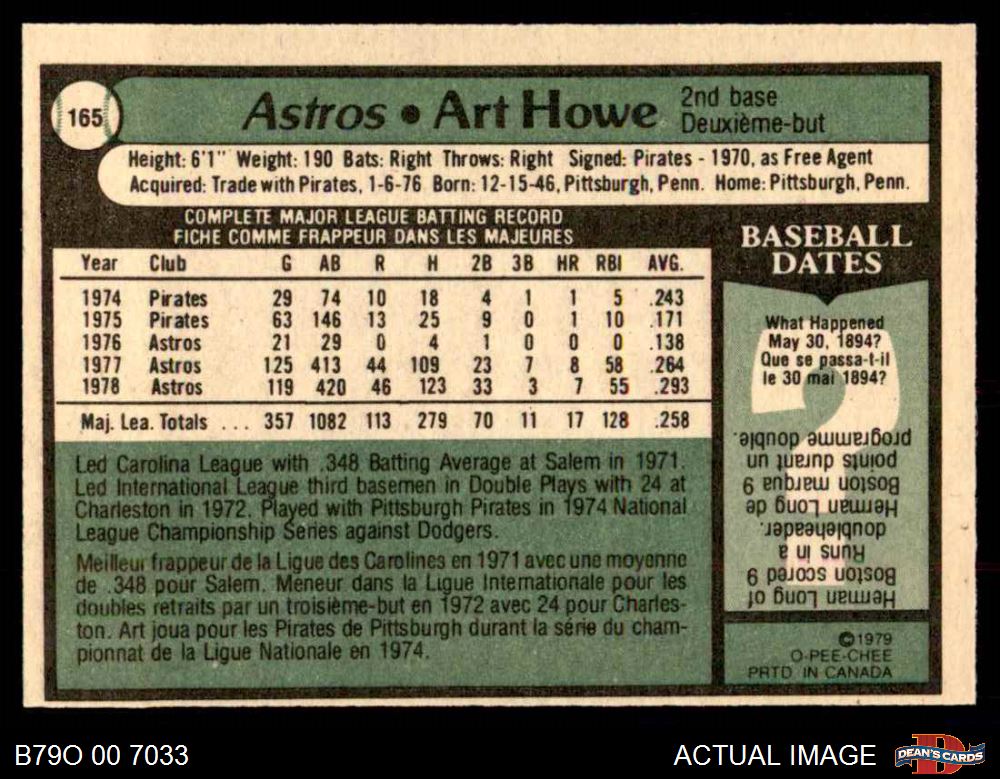 165
Astros • Art Howe
2nd base
Deuxième-but
Height: 6'1" Weight: 190 Bats: Right Throws: Right Signed: Pirates - 1970, as Free Agent
Acquired: Trade with Pirates, 1-6-76 Born: 12-15-46, Pittsburgh, Penn. Home: Pittsburgh, Penn.
COMPLETE MAJOR LEAGUE BATTING RECORD
FICHE COMME FRAPPEUR DANS LES MAJEURES
Year Club G AB R H 2B 3B HR RBI AVG.
1974 Pirates 29 74 10 18 4 1 1 5 .243
1975 Pirates 63 146 13 25 9 0 1 10 .171
1976 Astros 21 29 0 4 1 0 0 0 .138
1977 Astros 125 413 44 109 23 7 8 58 .264
1978 Astros 119 420 46 123 33 3 7 55 .293
Maj. Lea. Totals ... 357 1082 113 279 70 11 17 128 .258
Led Carolina League with .348 Batting Average at Salem in 1971.
Led International League third basemen in Double Plays with 24 at
Charleston in 1972. Played with Pittsburgh Pirates in 1974 National
League Championship Series against Dodgers.
Meilleur frappeur de la Ligue des Carolines en 1971 avec une moyenne
de .348 pour Salem. Meneur dans la Ligue Internationale pour les
doubles retraits par un troisième-but en 1972 avec 24 pour Charles-
ton. Art joua pour les Pirates de Pittsburgh durant la série du cham-
pionnat de la Ligue Nationale en 1974.
BASEBALL
DATES
What Happened
May 30, 1894?
Que se passa-t-il
le 30 mai 1894?
Herman Long of
Boston scored 9
Runs in a
doubleheader.
Herman Long de
Boston marqua 9
points durant un
programme double.
©1979
O-PEE-CHEE
PRTD IN CANADA
B79O 00 7033
ACTUAL IMAGE
DEAN'S CARDS